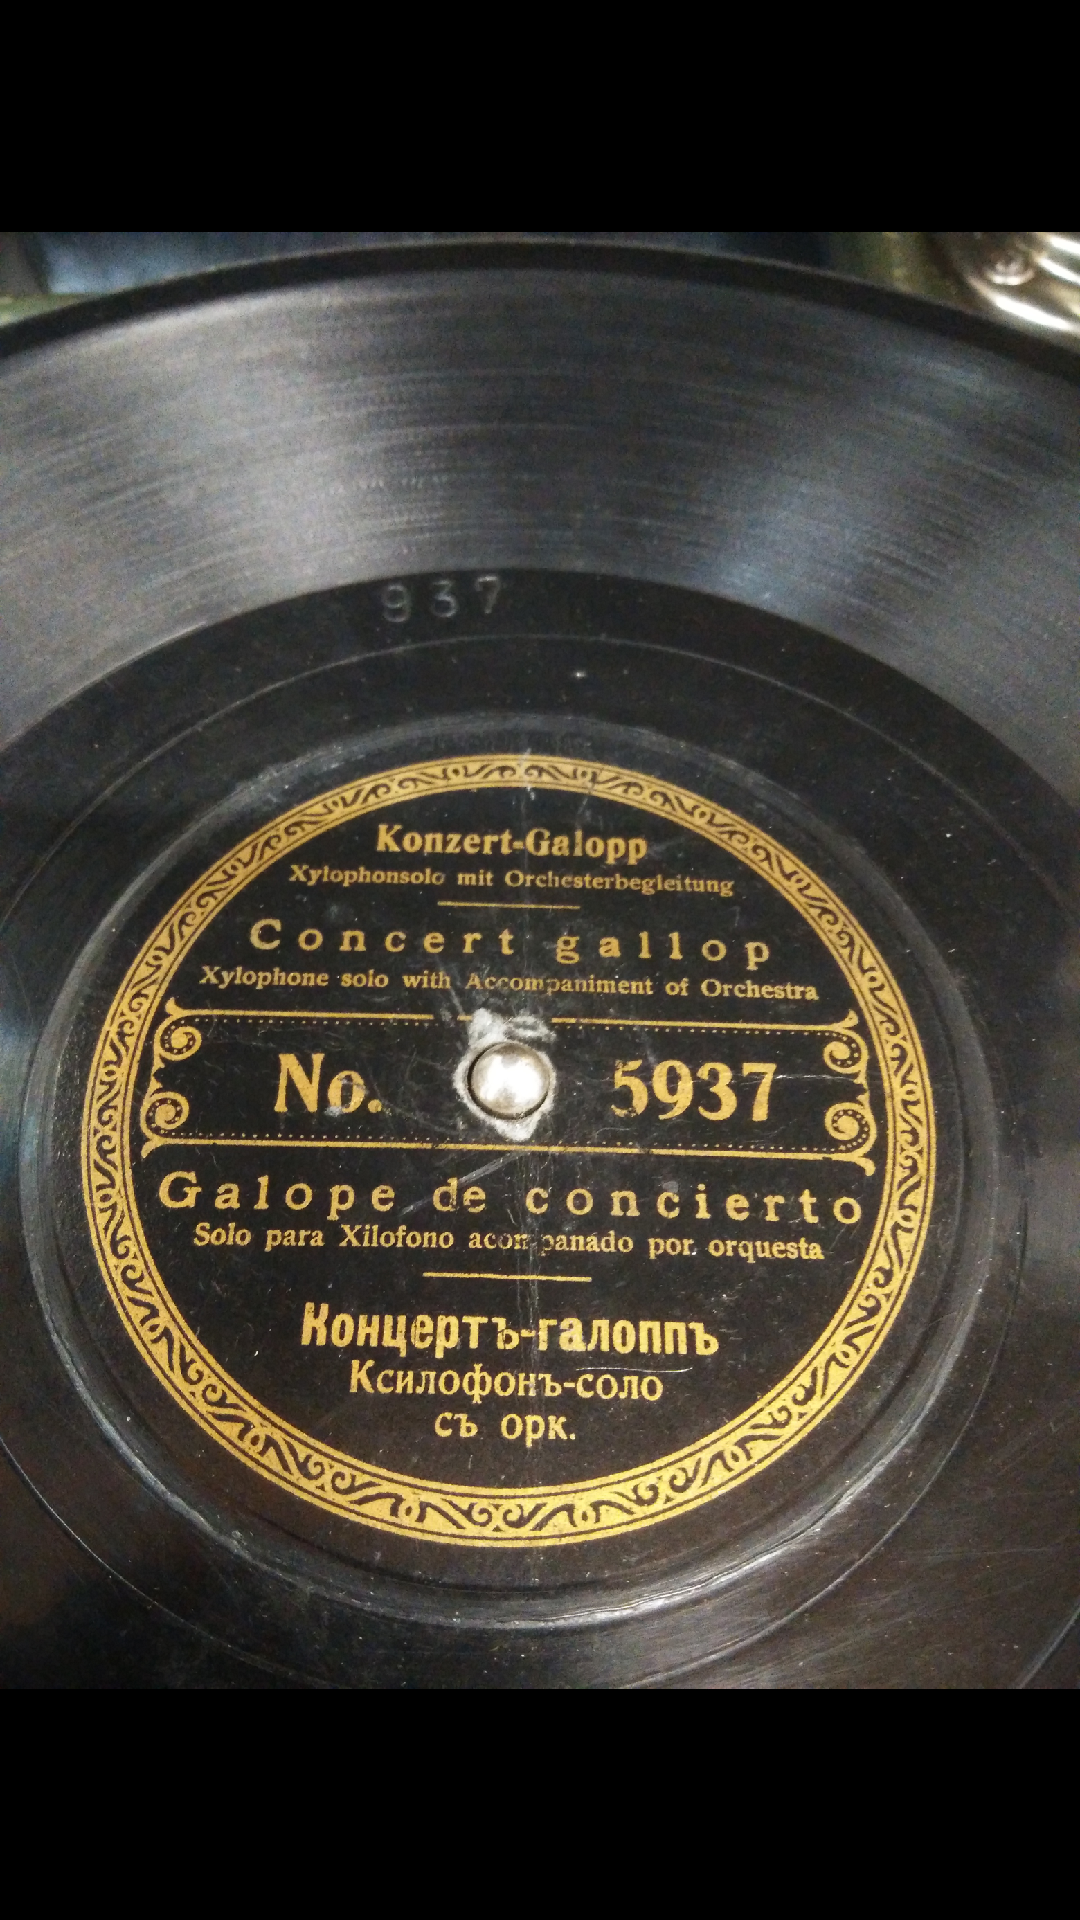 937
Konzert-Galopp
Xylophonsolo mit Orchesterbegleitung
Concert gallop
Xylophone solo with Accompaniment of Orchestra
No. 5937
Galope de concierto
Solo para Xilofono acompanádo por orquesta
Концертъ-галоппъ
Ксилофонъ-соло
съ орк.